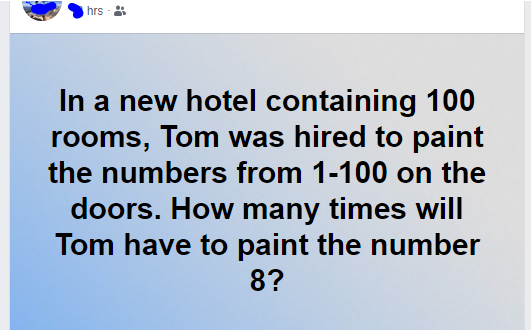 hrs ·
In a new hotel containing 100
rooms, Tom was hired to paint
the numbers from 1-100 on the
doors. How many times will
Tom have to paint the number
8?